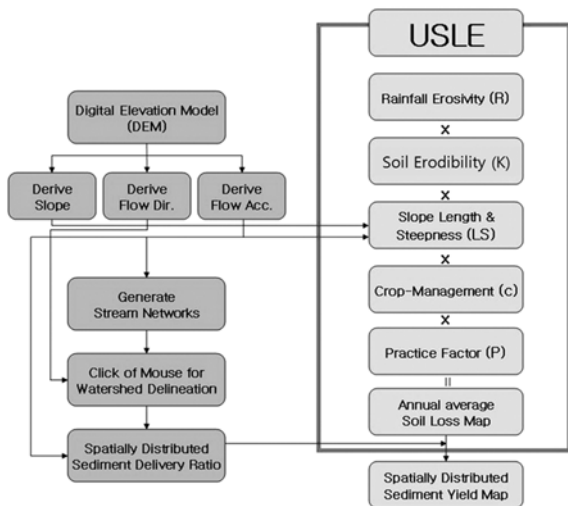 USLE
Rainfall Erosivity (R)
x
Soil Erodibility (K)
x
Slope Length &
Steepness (LS)
x
Crop-Management (c)
x
Practice Factor (P)
=
Annual average
Soil Loss Map
Spatially Distributed
Sediment Yield Map
Digital Elevation Model
(DEM)
Derive
Slope
Derive
Flow Dir.
Derive
Flow Acc.
Generate
Stream Networks
Click of Mouse for
Watershed Delineation
Spatially Distributed
Sediment Delivery Ratio